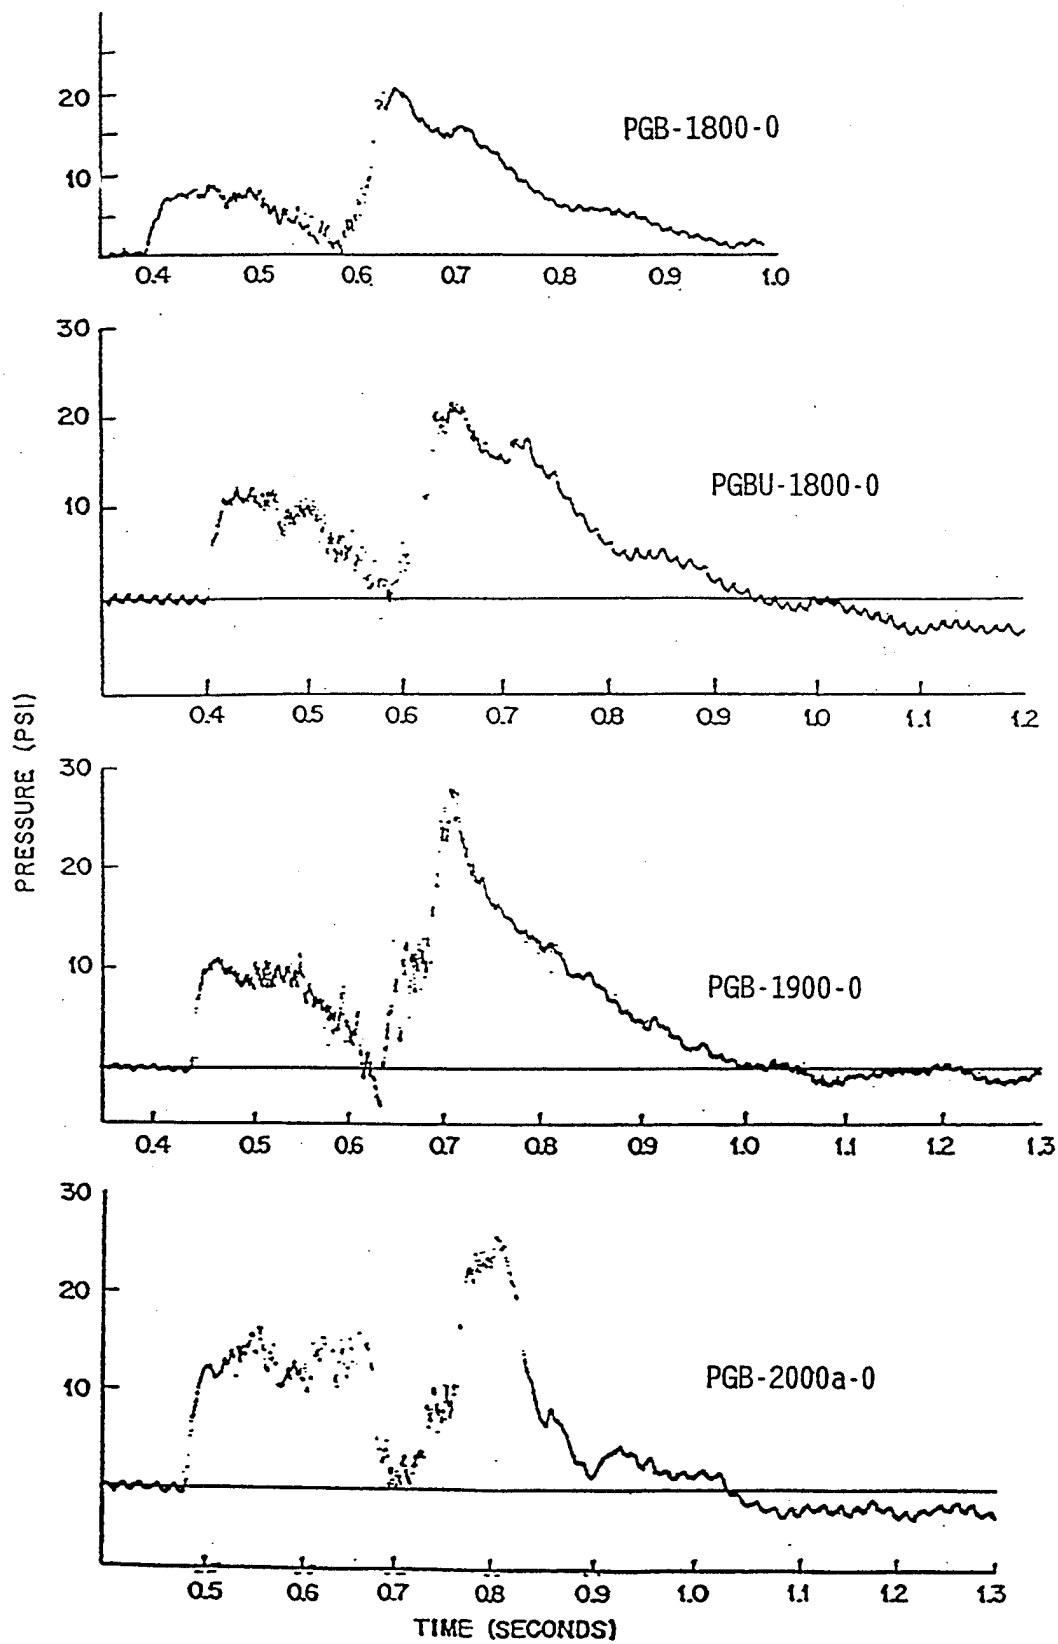 20
PGB-1800-0
10
0.4 0.5 0.6 0.7 0.8 0.9 1.0
30
20
PGBU-1800-0
10
0.4 0.5 0.6 0.7 0.8 0.9 1.0 1.1 1.2
PRESSURE (PSI)
30
20
10
PGB-1900-0
0.4 0.5 0.6 0.7 0.8 0.9 1.0 1.1 1.2 1.3
30
20
PGB-2000a-0
10
0.5 0.6 0.7 0.8 0.9 1.0 1.1 1.2 1.3
TIME (SECONDS)